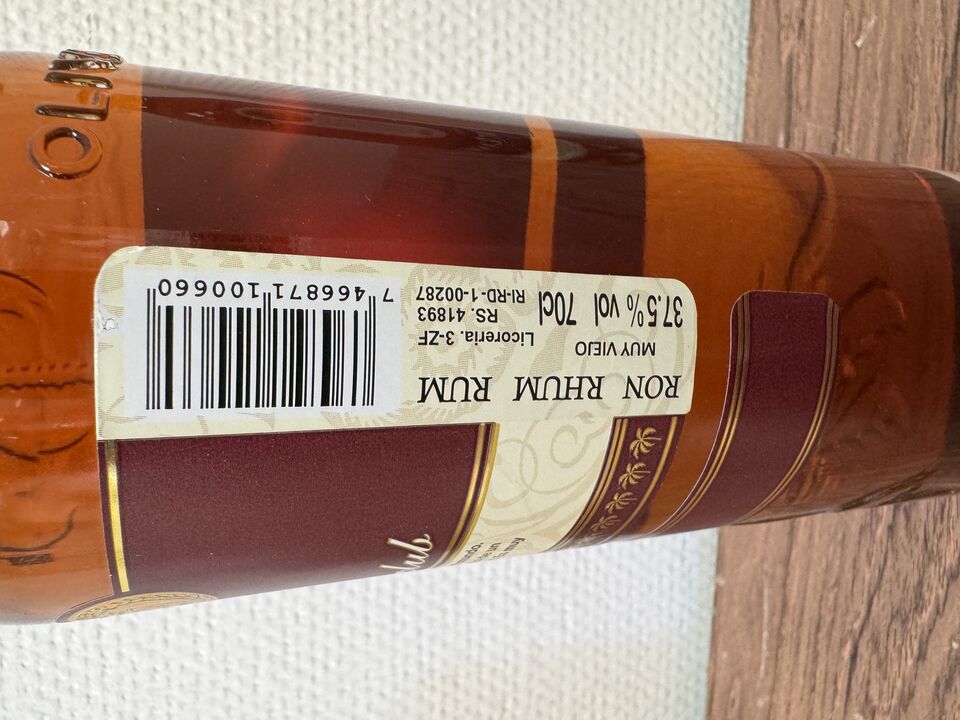 RON RHUM RUM
MUY VIEJO
37.5% vol 70cl
Licoreria. 3-ZF
RS. 41893
RI-RD-1-00287
7 466871 100660